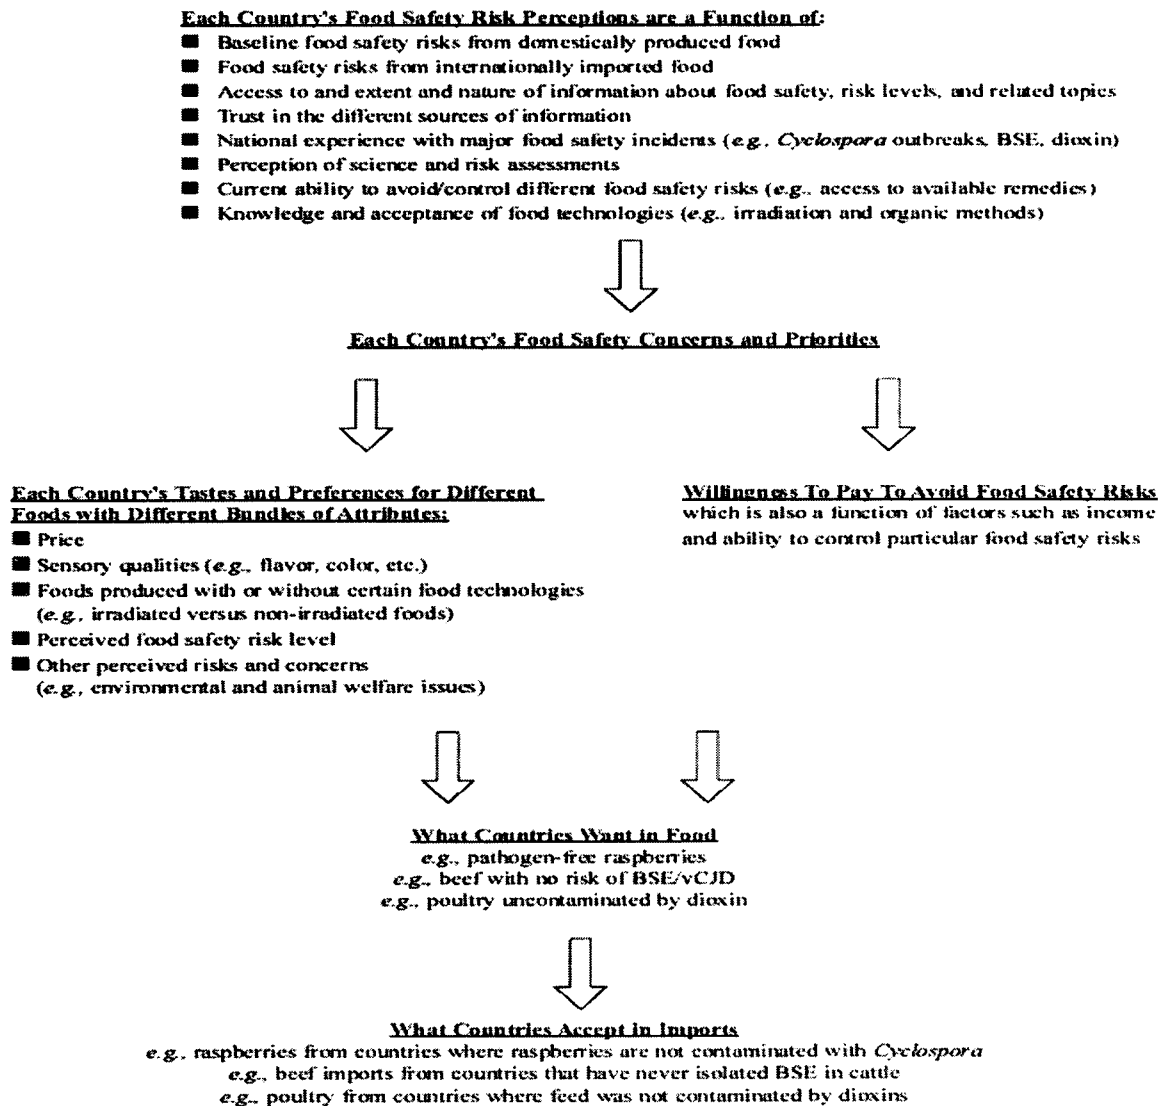 Each Country's Food Safety Risk Perceptions are a Function of:
■ Baseline food safety risks from domestically produced food
■ Food safety risks from internationally imported food
■ Access to and extent and nature of information about food safety, risk levels, and related topics
■ Trust in the different sources of information
■ National experience with major food safety incidents (e.g., Cyclospora outbreaks, BSE, dioxin)
■ Perception of science and risk assessments
■ Current ability to avoid/control different food safety risks (e.g., access to available remedies)
■ Knowledge and acceptance of food technologies (e.g., irradiation and organic methods)
Each Country's Food Safety Concerns and Priorities
Each Country's Tastes and Preferences for Different
Foods with Different Bundles of Attributes:
■ Price
■ Sensory qualities (e.g., flavor, color, etc.)
■ Foods produced with or without certain food technologies
(e.g., irradiated versus non-irradiated foods)
■ Perceived food safety risk level
■ Other perceived risks and concerns
(e.g., environmental and animal welfare issues)
Willingness To Pay To Avoid Food Safety Risks
which is also a function of factors such as income
and ability to control particular food safety risks
What Countries Want in Food
e.g., pathogen-free raspberries
e.g., beef with no risk of BSE/vCJD
e.g., poultry uncontaminated by dioxin
What Countries Accept in Imports
e.g., raspberries from countries where raspberries are not contaminated with Cyclospora
e.g., beef imports from countries that have never isolated BSE in cattle
e.g., poultry from countries where feed was not contaminated by dioxins